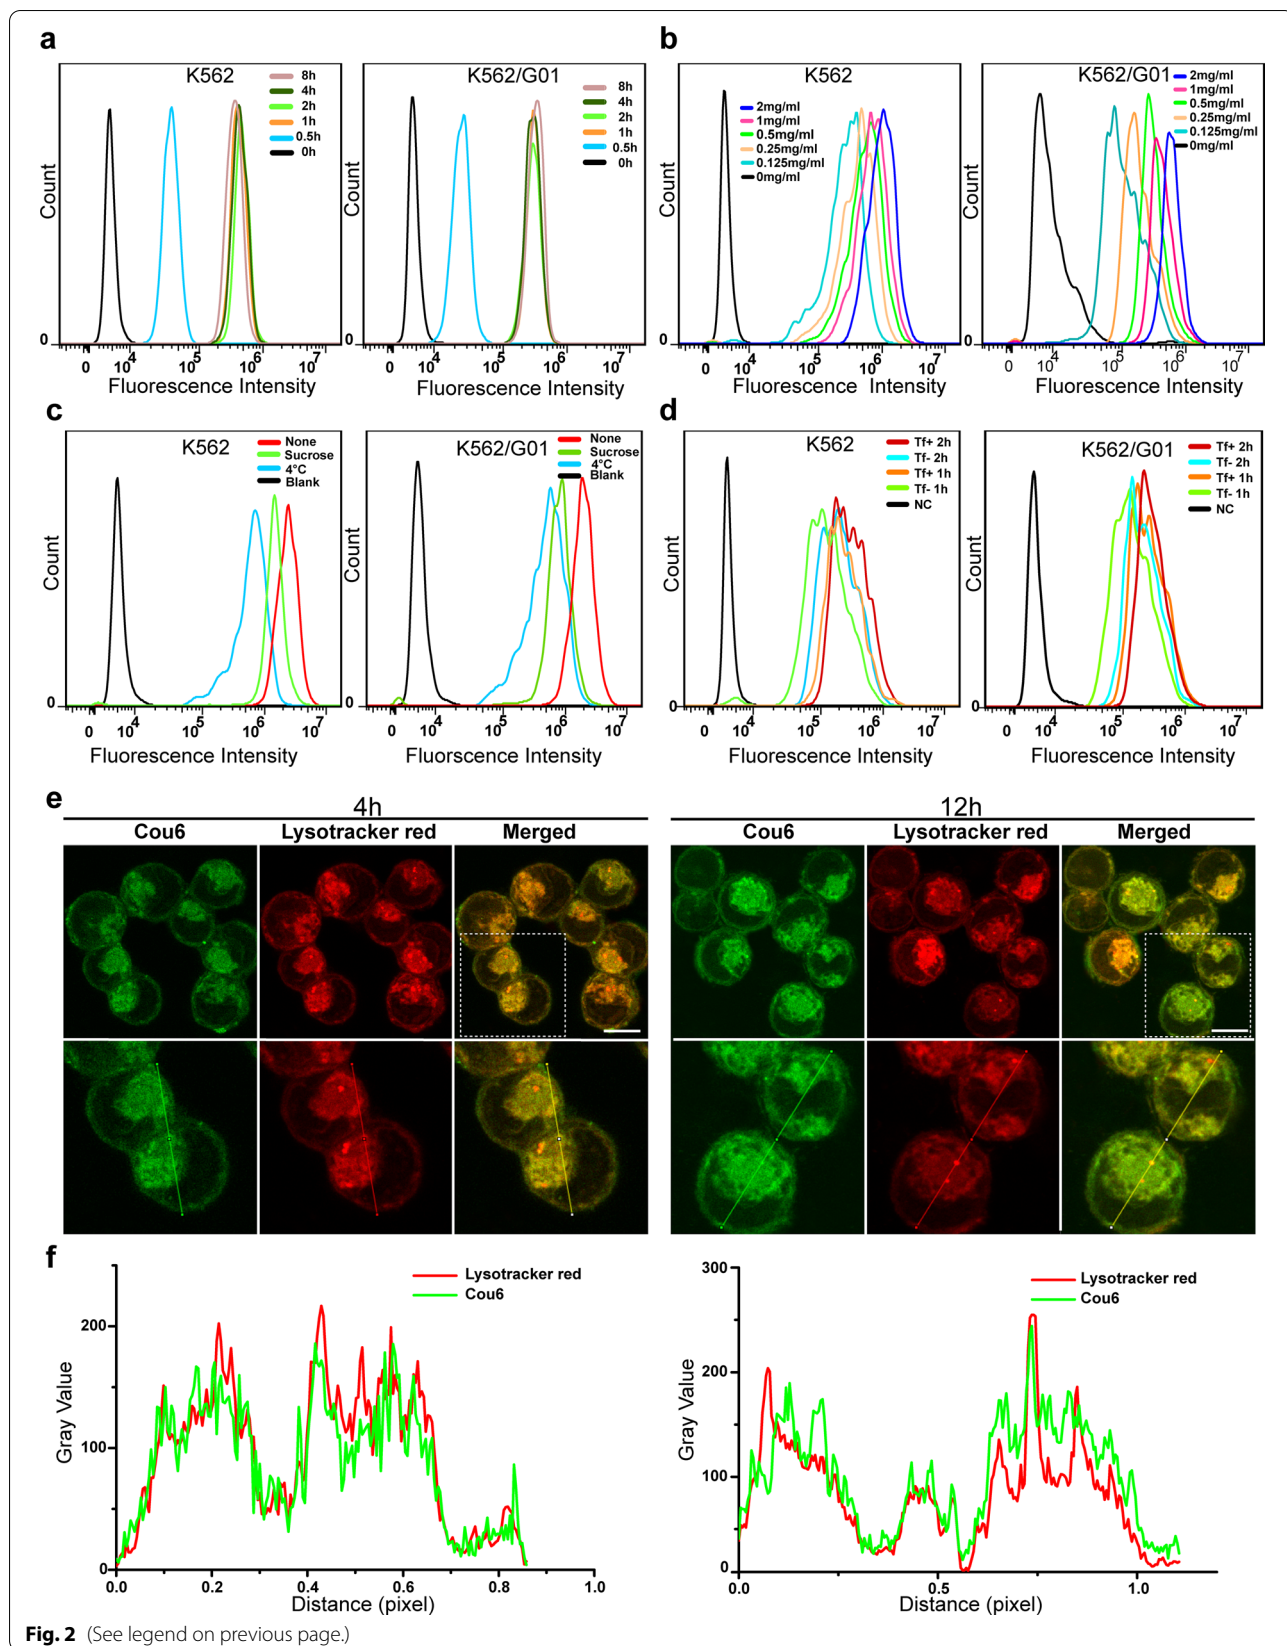 a
K562
8h
4h
2h
1h
0.5h
0h
Count
0
0 10^4 10^5 10^6 10^7
Fluorescence Intensity
K562/G01
8h
4h
2h
1h
0.5h
0h
Count
0
0 10^4 10^5 10^6 10^7
Fluorescence Intensity
b
K562
2mg/ml
1mg/ml
0.5mg/ml
0.25mg/ml
0.125mg/ml
0mg/ml
Count
0
0 10^4 10^5 10^6 10^7
Fluorescence Intensity
K562/G01
2mg/ml
1mg/ml
0.5mg/ml
0.25mg/ml
0.125mg/ml
0mg/ml
Count
0
0 10^4 10^5 10^6 10^7
Fluorescence Intensity
c
K562
None
Sucrose
4°C
Blank
Count
0
0 10^4 10^5 10^6 10^7
Fluorescence Intensity
K562/G01
None
Sucrose
4°C
Blank
Count
0
0 10^4 10^5 10^6 10^7
Fluorescence Intensity
d
K562
Tf+ 2h
Tf- 2h
Tf+ 1h
Tf- 1h
NC
Count
0
0 10^4 10^5 10^6 10^7
Fluorescence Intensity
K562/G01
Tf+ 2h
Tf- 2h
Tf+ 1h
Tf- 1h
NC
Count
0
0 10^4 10^5 10^6 10^7
Fluorescence Intensity
e
4h
Cou6 Lysotracker red Merged
12h
Cou6 Lysotracker red Merged
f
Lysotracker red
Cou6
Gray Value
200
100
0
0.0 0.2 0.4 0.6 0.8 1.0
Distance (pixel)
Lysotracker red
Cou6
Gray Value
300
200
100
0
0.0 0.5 1.0
Distance (pixel)
Fig. 2 (See legend on previous page.)